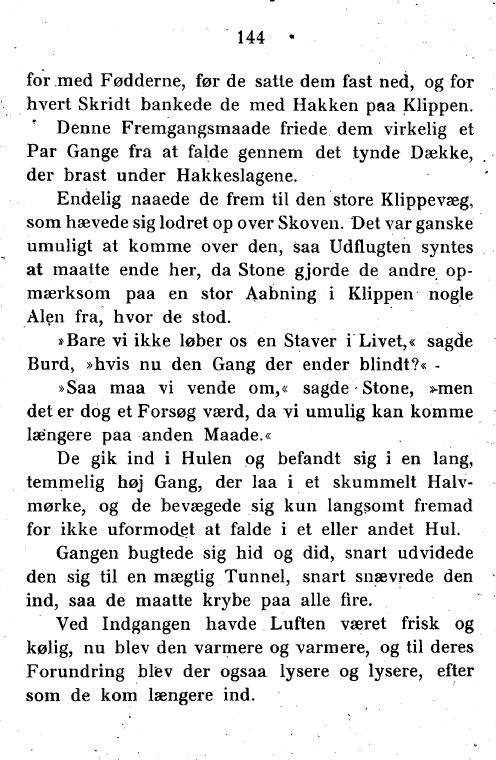 144
for med Fødderne, før de satte dem fast ned, og for
hvert Skridt bankede de med Hakken paa Klippen.
Denne Fremgangsmaade friede dem virkelig et
Par Gange fra at falde gennem det tynde Dække,
der brast under Hakkeslagene.
Endelig naaede de frem til den store Klippevæg,
som hævede sig lodret op over Skoven. Det var ganske
umuligt at komme over den, saa Udflugten syntes
at maatte ende her, da Stone gjorde de andre op-
mærksom paa en stor Aabning i Klippen nogle
Alen fra, hvor de stod.
»Bare vi ikke løber os en Staver i Livet,« sagde
Burd, »hvis nu den Gang der ender blindt?«
»Saa maa vi vende om,« sagde Stone, »men
det er dog et Forsøg værd, da vi umulig kan komme
længere paa anden Maade.«
De gik ind i Hulen og befandt sig i en lang,
temmelig høj Gang, der laa i et skummelt Halv-
mørke, og de bevægede sig kun langsomt fremad
for ikke uformodet at falde i et eller andet Hul.
Gangen bugtede sig hid og did, snart udvidede
den sig til en mægtig Tunnel, snart snævrede den
ind, saa de maatte krybe paa alle fire.
Ved Indgangen havde Luften været frisk og
kølig, nu blev den varmere og varmere, og til deres
Forundring blev der ogsaa lysere og lysere, efter
som de kom længere ind.